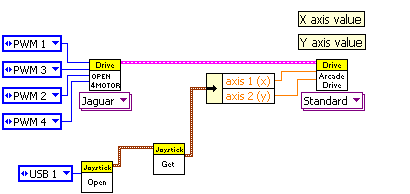 X axis value
Y axis value
PWM 1
PWM 3
PWM 2
PWM 4
Drive
OPEN
4MOTOR
Jaguar
axis 1 (x)
axis 2 (y)
Drive
Arcade
Drive
Standard
Joystick
Get
USB 1
Joystick
Open